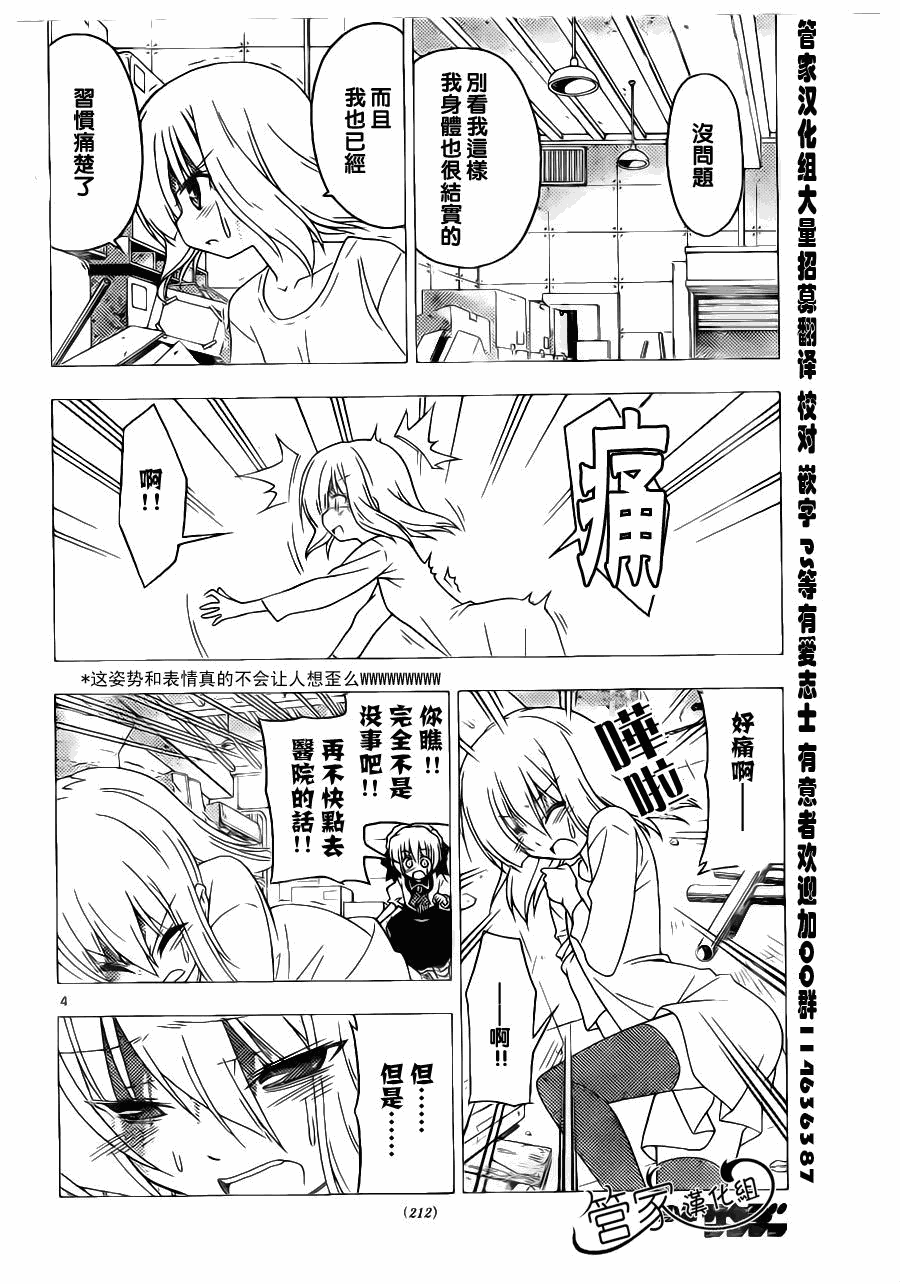 沒問題
別看我這樣
我身體也很結實的
而且
我也已經
習慣痛楚了
痛
啊!!
*这姿势和表情真的不会让人想歪么wwwwwwwww
好痛啊——
嘩啦
——啊!!
你瞧!!
完全不是
沒事吧!!
再不快點去
醫院的話!!
但……
但是……
4
(212)
管家漢化組
管家汉化组大量招募翻译 校对 嵌字 PS等 有爱志士 有意者欢迎加QQ群114636387